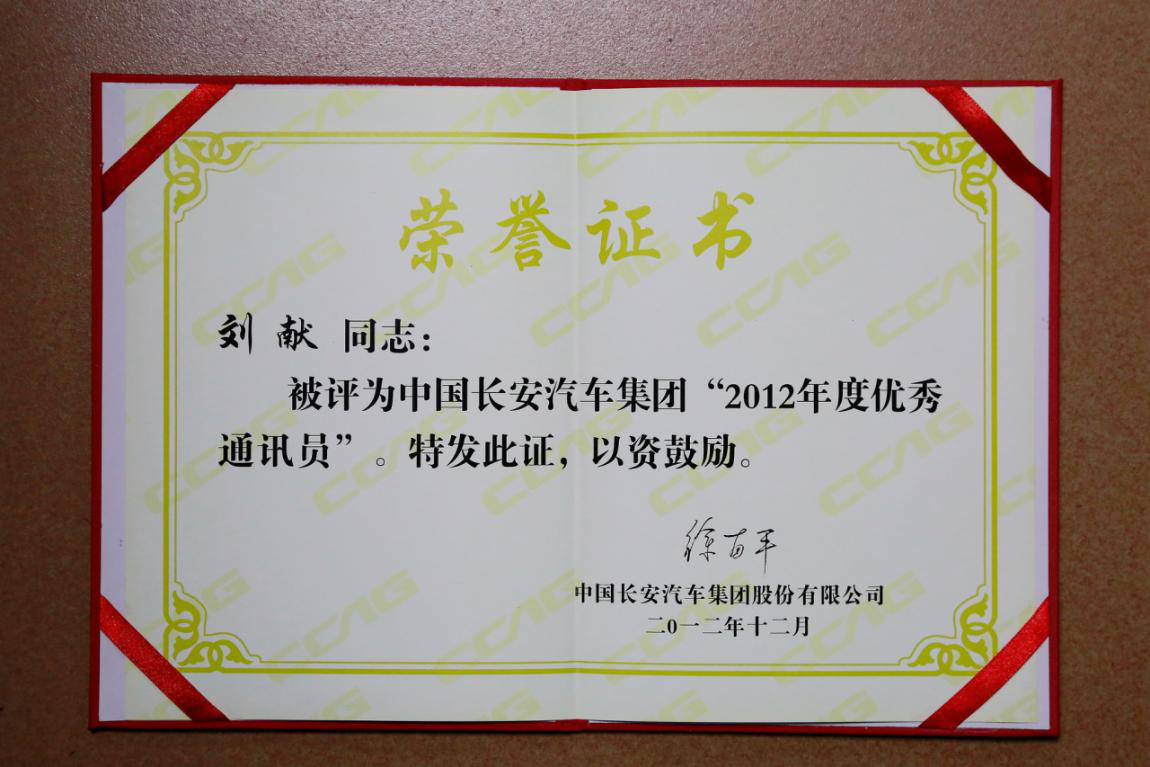 荣誉证书
刘献 同志：
被评为中国长安汽车集团“2012年度优秀
通讯员”。特发此证，以资鼓励。
徐留平
中国长安汽车集团股份有限公司
二〇一二年十二月